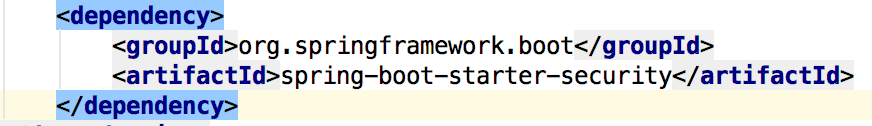 <dependency>
<groupId>org.springframework.boot</groupId>
<artifactId>spring-boot-starter-security</artifactId>
</dependency>